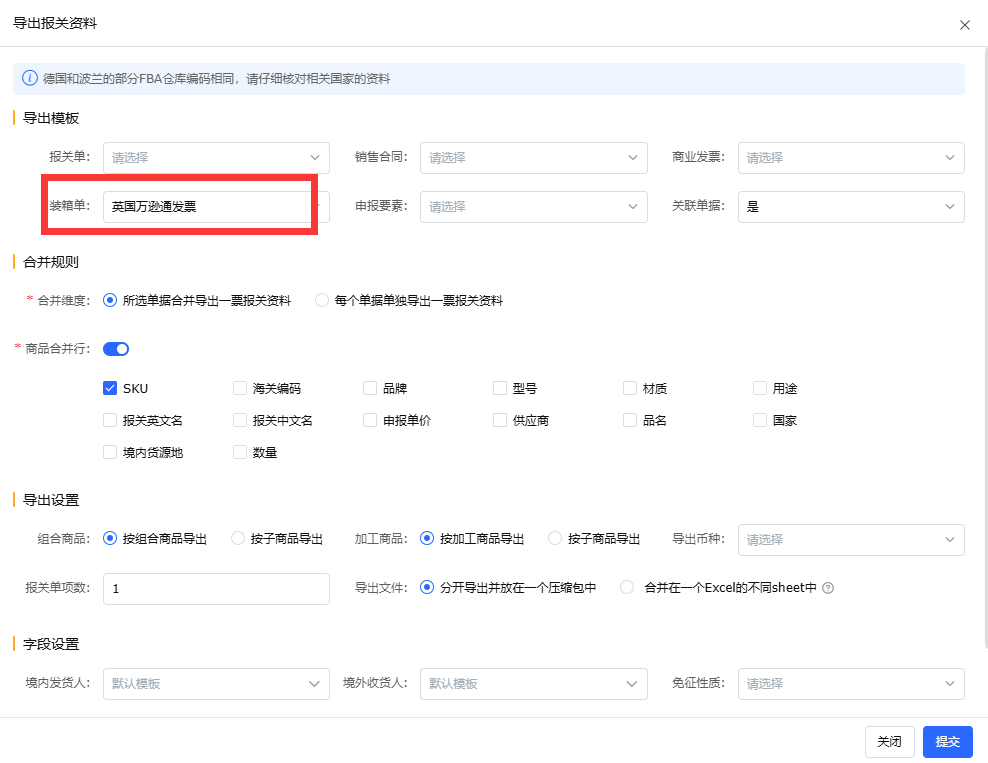 导出报关资料
德国和波兰的部分FBA仓库编码相同，请仔细核对相关国家的资料
导出模板
报关单： 请选择 销售合同： 请选择 商业发票： 请选择
装箱单： 英国万逊通发票 申报要素： 请选择 关联单据： 是
合并规则
* 合并维度： 所选单据合并导出一票报关资料 每个单据单独导出一票报关资料
* 商品合并行：
SKU 海关编码 品牌 型号 材质 用途
报关英文名 报关中文名 申报单价 供应商 品名 国家
境内货源地 数量
导出设置
组合商品： 按组合商品导出 按子商品导出 加工商品： 按加工商品导出 按子商品导出 导出币种： 请选择
报关单项数： 1 导出文件： 分开导出并放在一个压缩包中 合并在一个Excel的不同sheet中
字段设置
境内发货人： 默认模板 境外收货人： 默认模板 免征性质： 请选择
关闭 提交